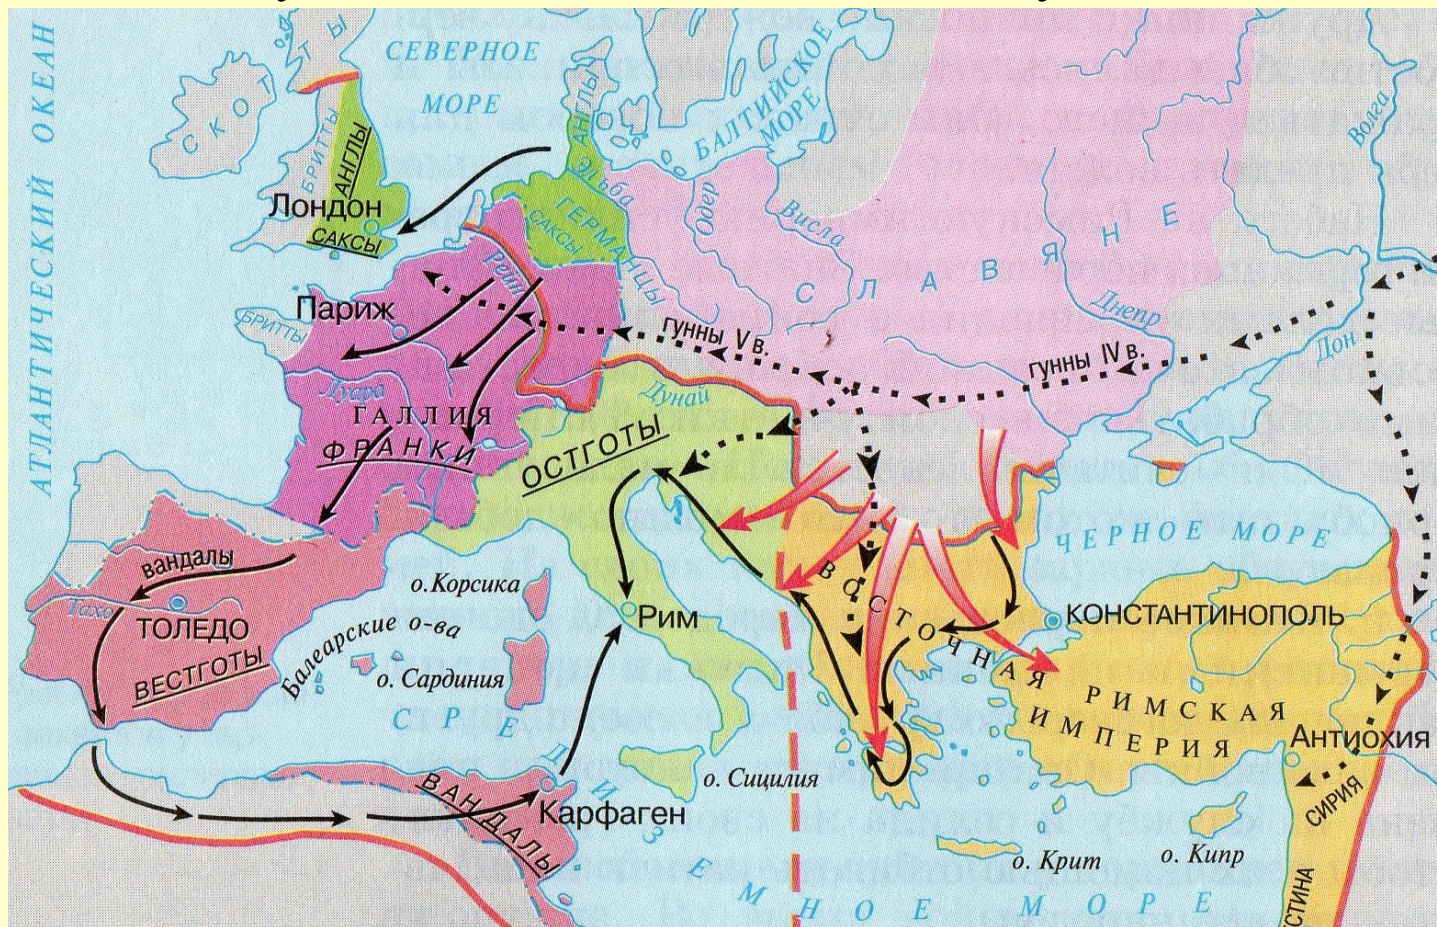 АТЛАНТИЧЕСКИЙ ОКЕАН
СКОТТЫ
БРИТТЫ
АНГЛЫ
Лондон
САКСЫ
СЕВЕРНОЕ
МОРЕ
АНГЛЫ
САКСЫ
ГЕРМАНЦЫ
Эльба
БАЛТИЙСКОЕ
МОРЕ
Одер
Висла
СЛАВЯНЕ
Днепр
Волга
Дон
гунны IV в.
гунны V в.
Рейн
Париж
БРИТТЫ
Луара
ГАЛЛИЯ
ФРАНКИ
Дунай
ОСТГОТЫ
вандалы
Тахо
ТОЛЕДО
ВЕСТГОТЫ
Балеарские о-ва
о. Корсика
о. Сардиния
Рим
о. Сицилия
Карфаген
ВАНДАЛЫ
СРЕДИЗЕМНОЕ МОРЕ
ЧЕРНОЕ МОРЕ
КОНСТАНТИНОПОЛЬ
ВОСТОЧНАЯ РИМСКАЯ
ИМПЕРИЯ
Антиохия
СИРИЯ
о. Крит
о. Кипр
СТИНА